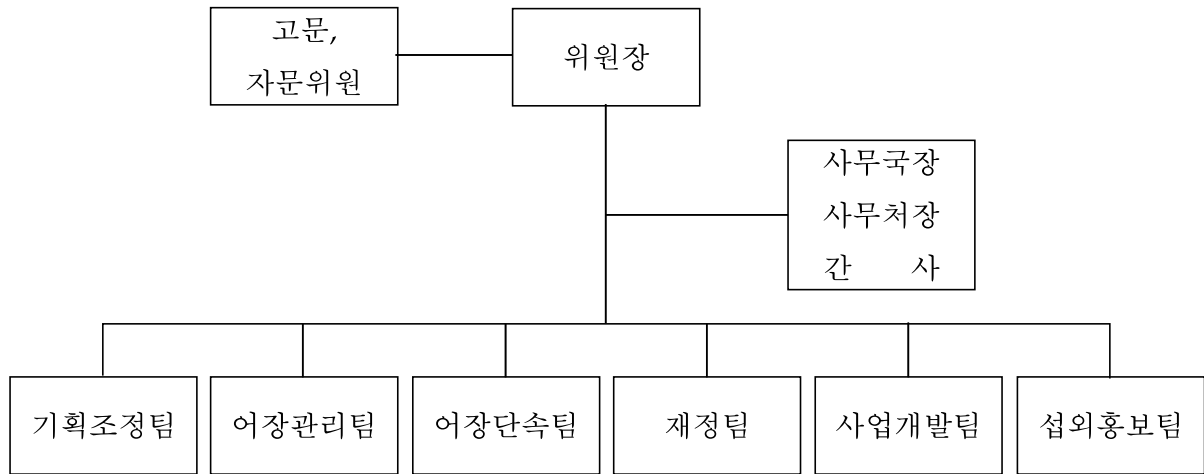 고문,
자문위원
위원장
사무국장
사무처장
간 사
기획조정팀
어장관리팀
어장단속팀
재정팀
사업개발팀
섭외홍보팀